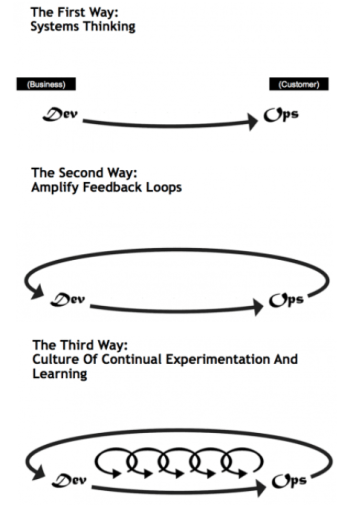 The First Way:
Systems Thinking
(Business) (Customer)
Dev Ops
The Second Way:
Amplify Feedback Loops
Dev Ops
The Third Way:
Culture Of Continual Experimentation And
Learning
Dev Ops